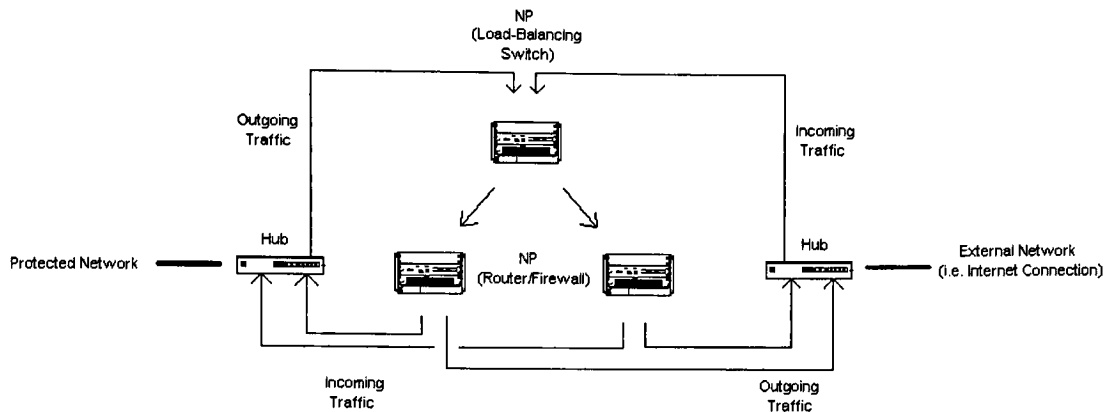 NP
(Load-Balancing
Switch)
Outgoing
Traffic
Incoming
Traffic
Hub
Protected Network
NP
(Router/Firewall)
Hub
External Network
(i.e. Internet Connection)
Incoming
Traffic
Outgoing
Traffic